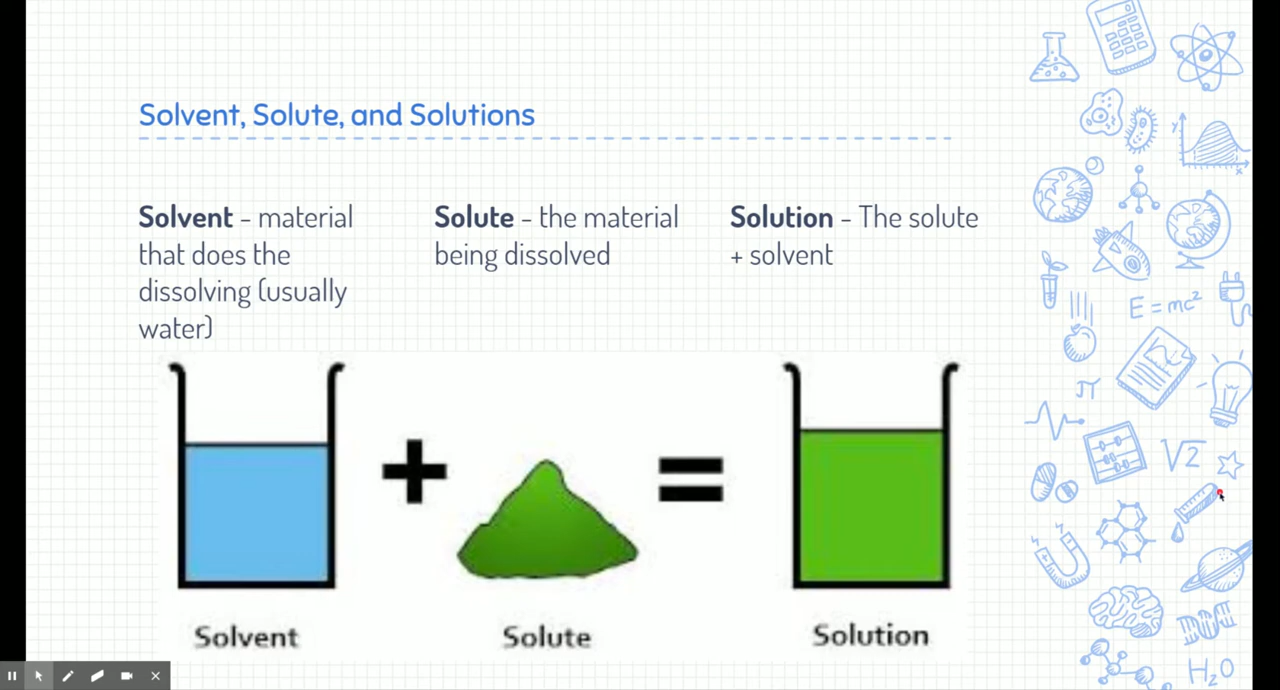 Solvent, Solute, and Solutions
Solvent - material
that does the
dissolving (usually
water)
Solute - the material
being dissolved
Solution - The solute
+ solvent
+
=
Solvent
Solute
Solution
y
x
E=mc²
π
√2
H₂O